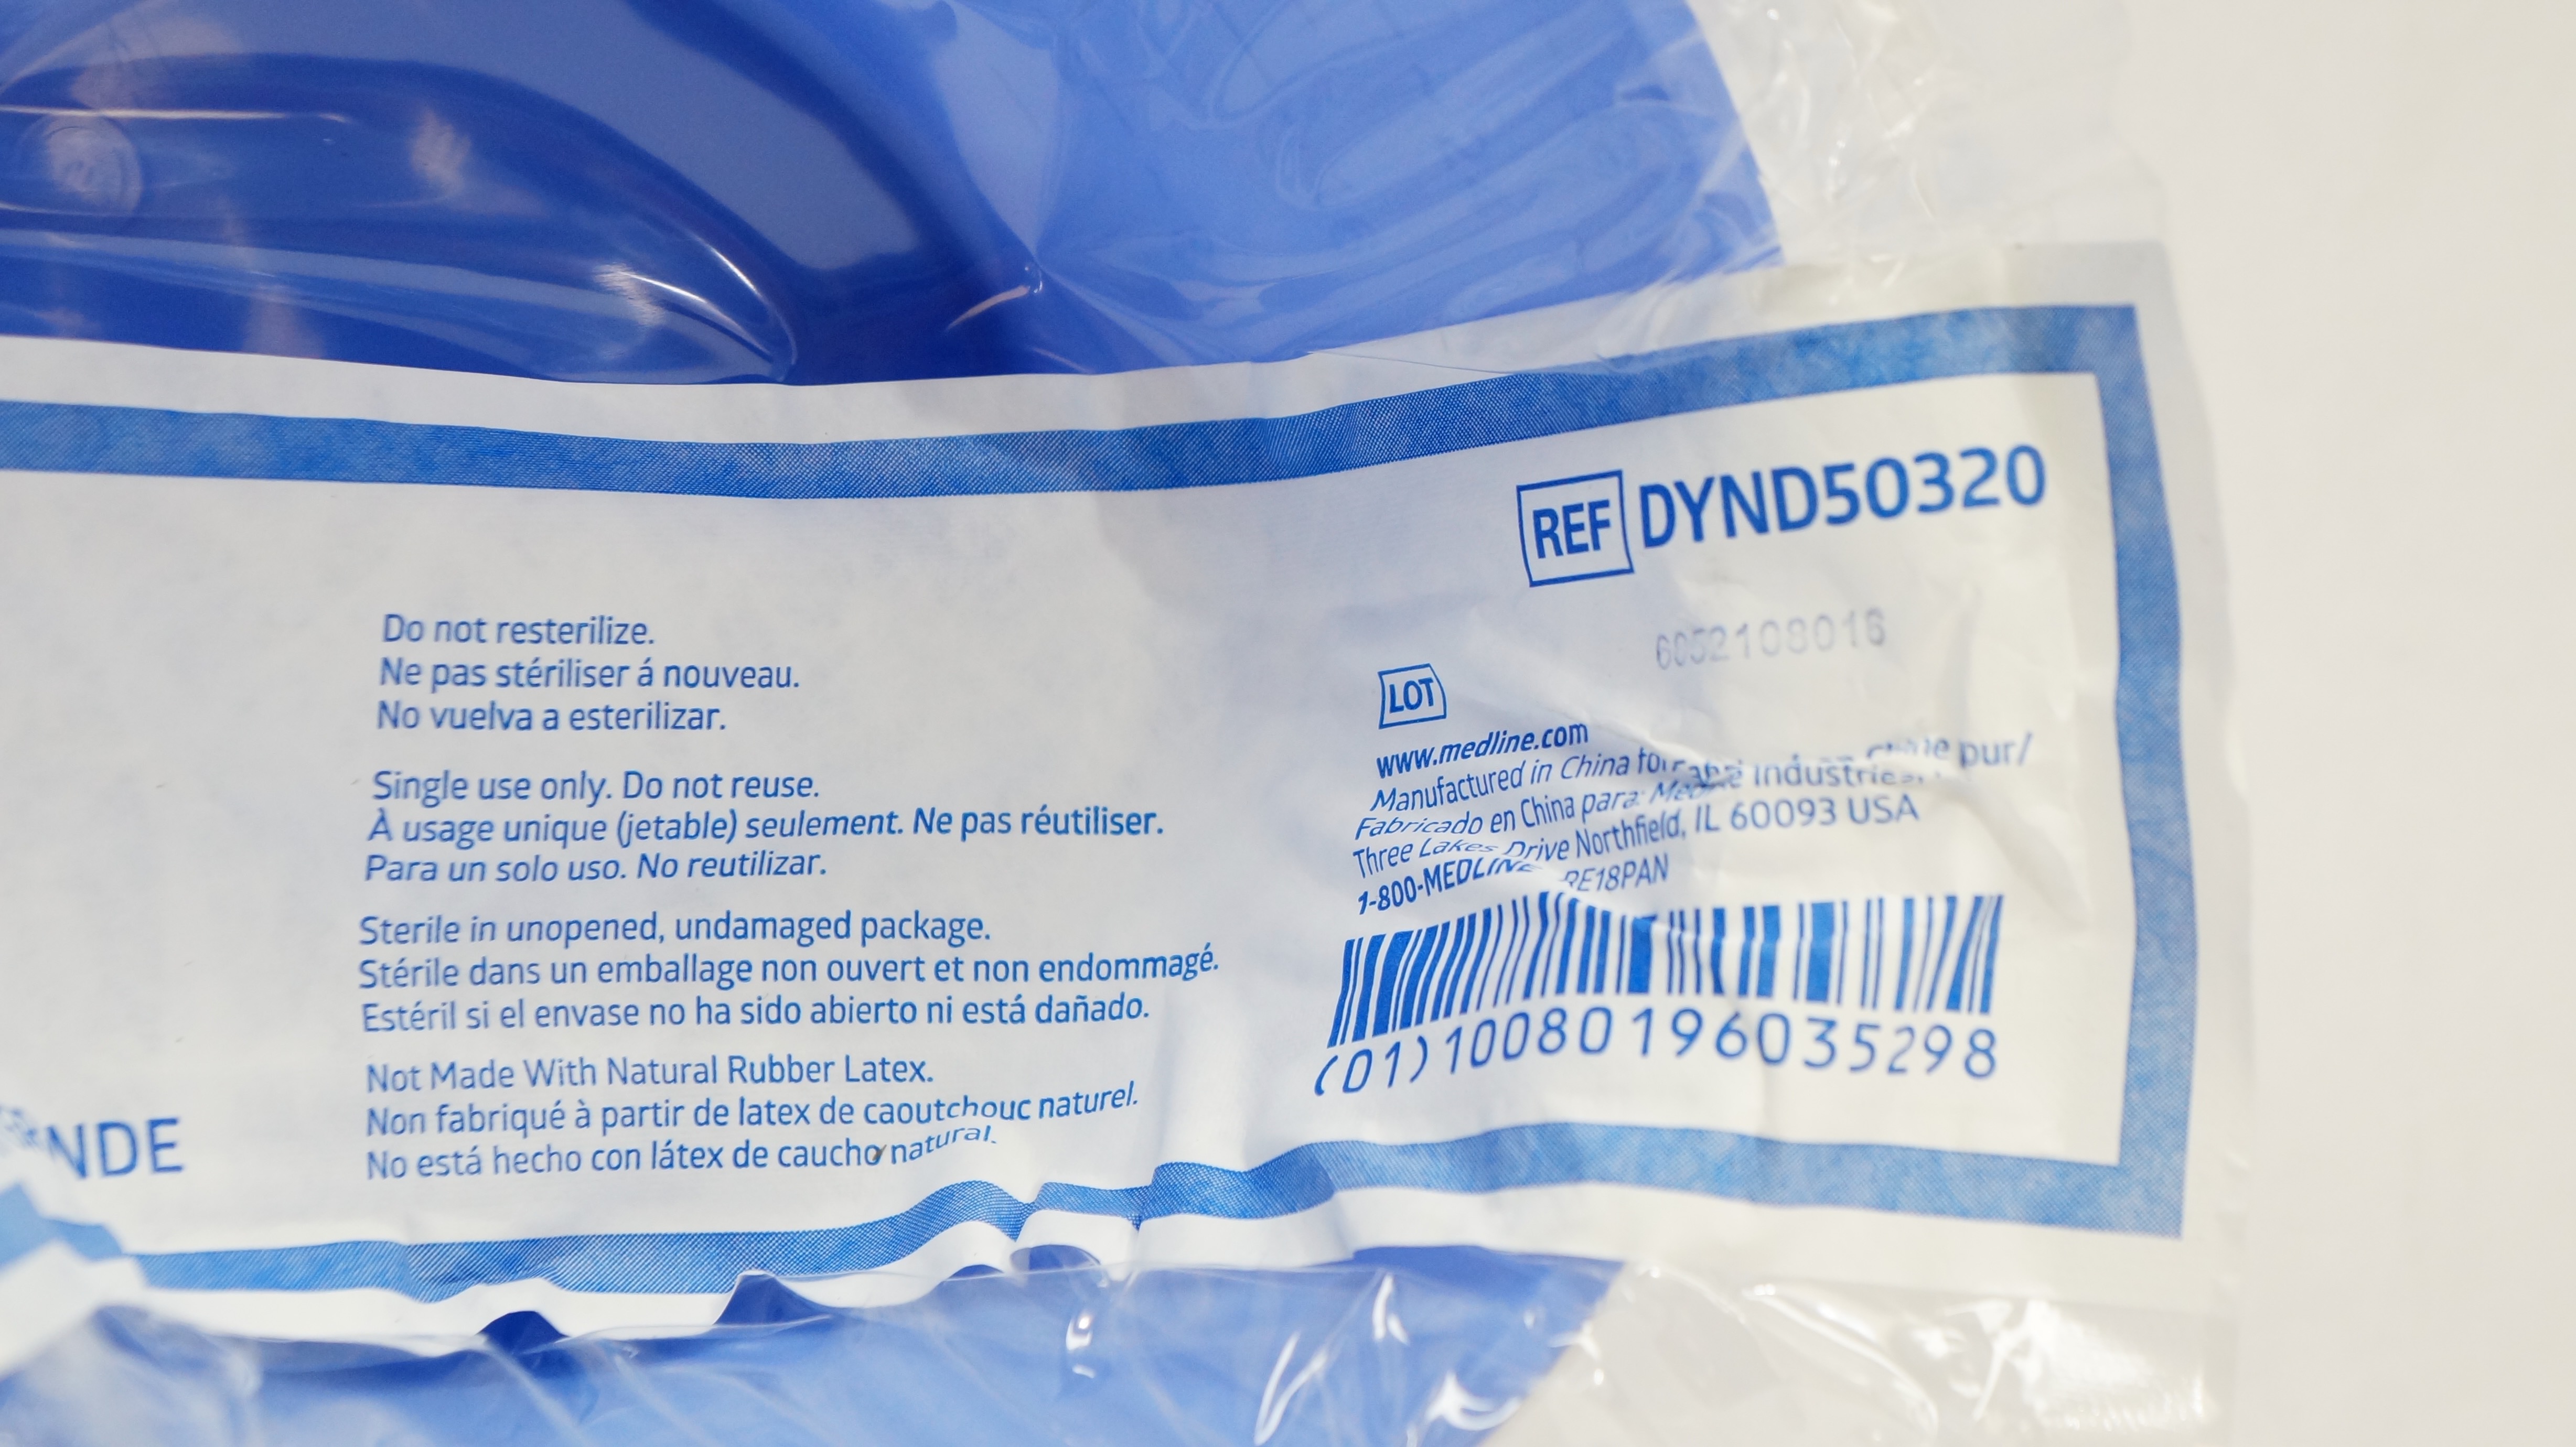 REF DYND50320
6052108016
LOT
www.medline.com
Manufactured in China for/ Industries pur/
Fabricado en China para:
Three Lakes Drive Northfield, IL 60093 USA
1-800-MEDLINE RE18PAN
(01)10080196035298
Do not resterilize.
Ne pas stériliser á nouveau.
No vuelva a esterilizar.
Single use only. Do not reuse.
À usage unique (jetable) seulement. Ne pas réutiliser.
Para un solo uso. No reutilizar.
Sterile in unopened, undamaged package.
Stérile dans un emballage non ouvert et non endommagé.
Estéril si el envase no ha sido abierto ni está dañado.
Not Made With Natural Rubber Latex.
Non fabriqué à partir de latex de caoutchouc naturel.
No está hecho con látex de caucho natural.
NDE